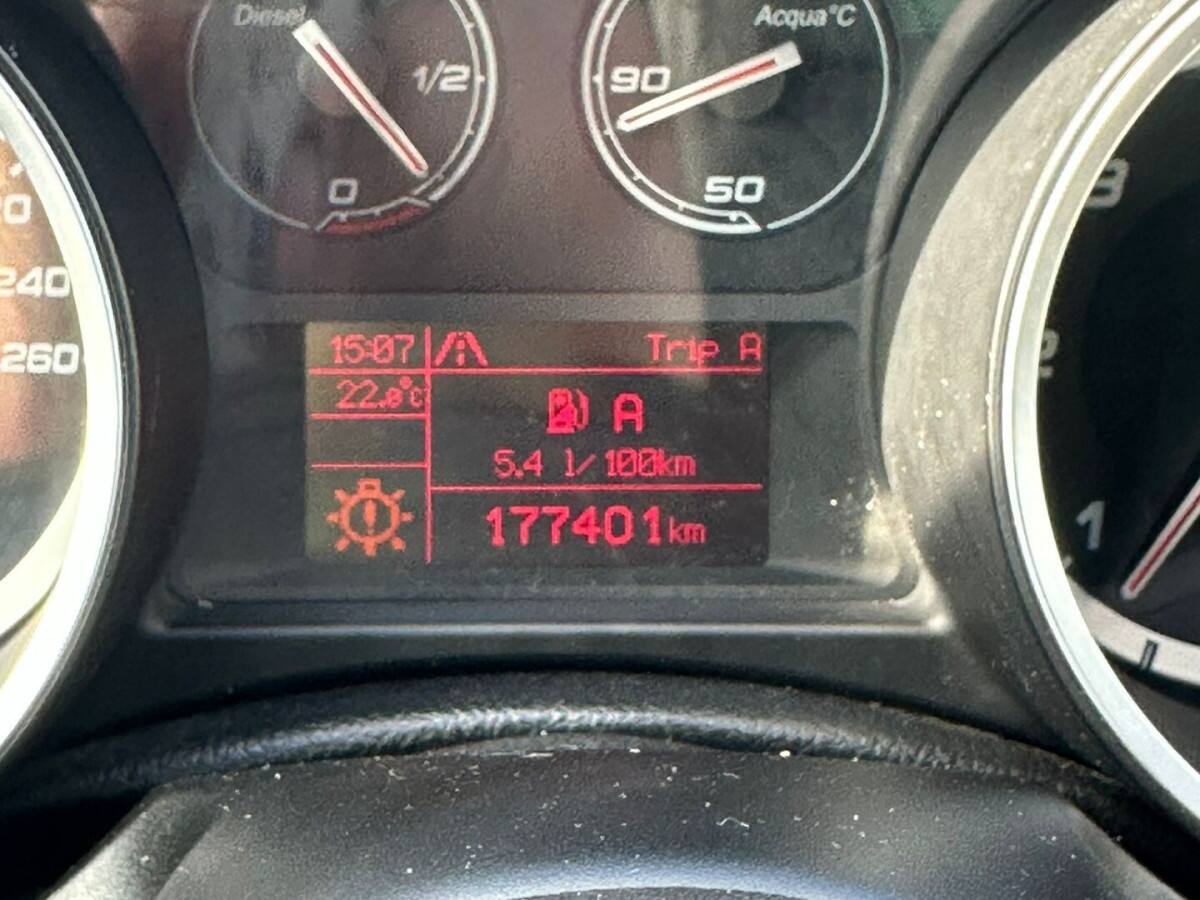 Diesel
1/2
0
Acqua°C
90
50
240
260
15:07
Trip A
22.0°C
A
5.4 l/100km
177401km
3
2
1